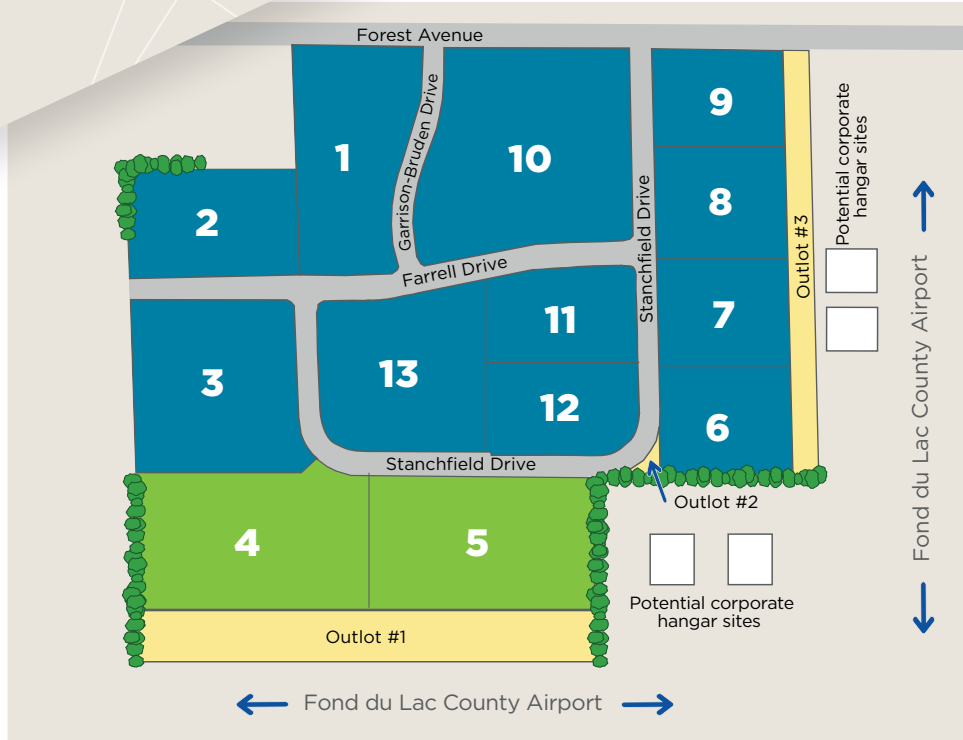 Forest Avenue
Garrison-Bruden Drive
1
10
9
2
8
Stanchfield Drive
Farrell Drive
Outlot #3
Potential corporate
hangar sites
Fond du Lac County Airport
3
13
11
7
12
6
Stanchfield Drive
Outlot #2
4
5
Potential corporate
hangar sites
Outlot #1
Fond du Lac County Airport